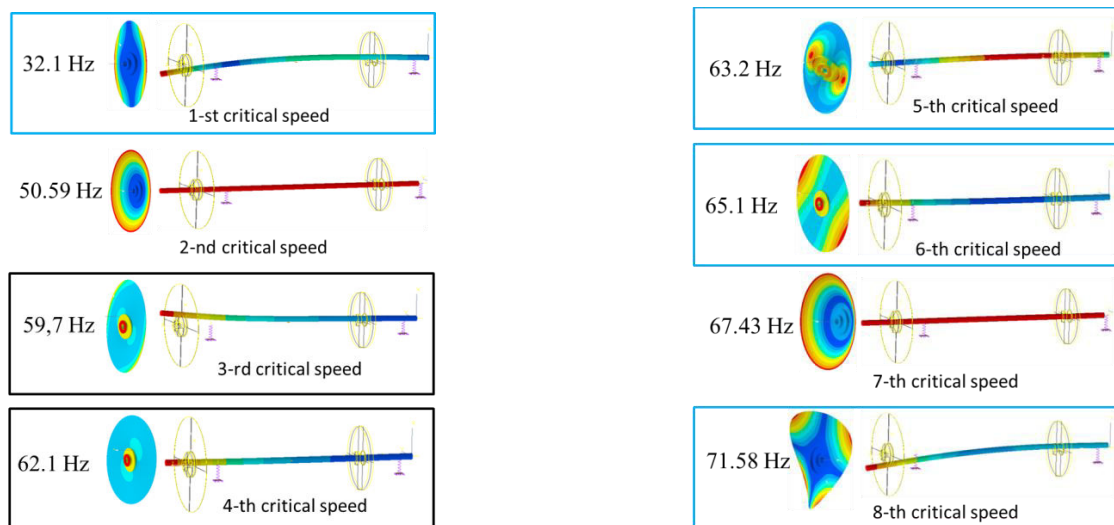 32.1 Hz
1-st critical speed
50.59 Hz
2-nd critical speed
59,7 Hz
3-rd critical speed
62.1 Hz
4-th critical speed
63.2 Hz
5-th critical speed
65.1 Hz
6-th critical speed
67.43 Hz
7-th critical speed
71.58 Hz
8-th critical speed